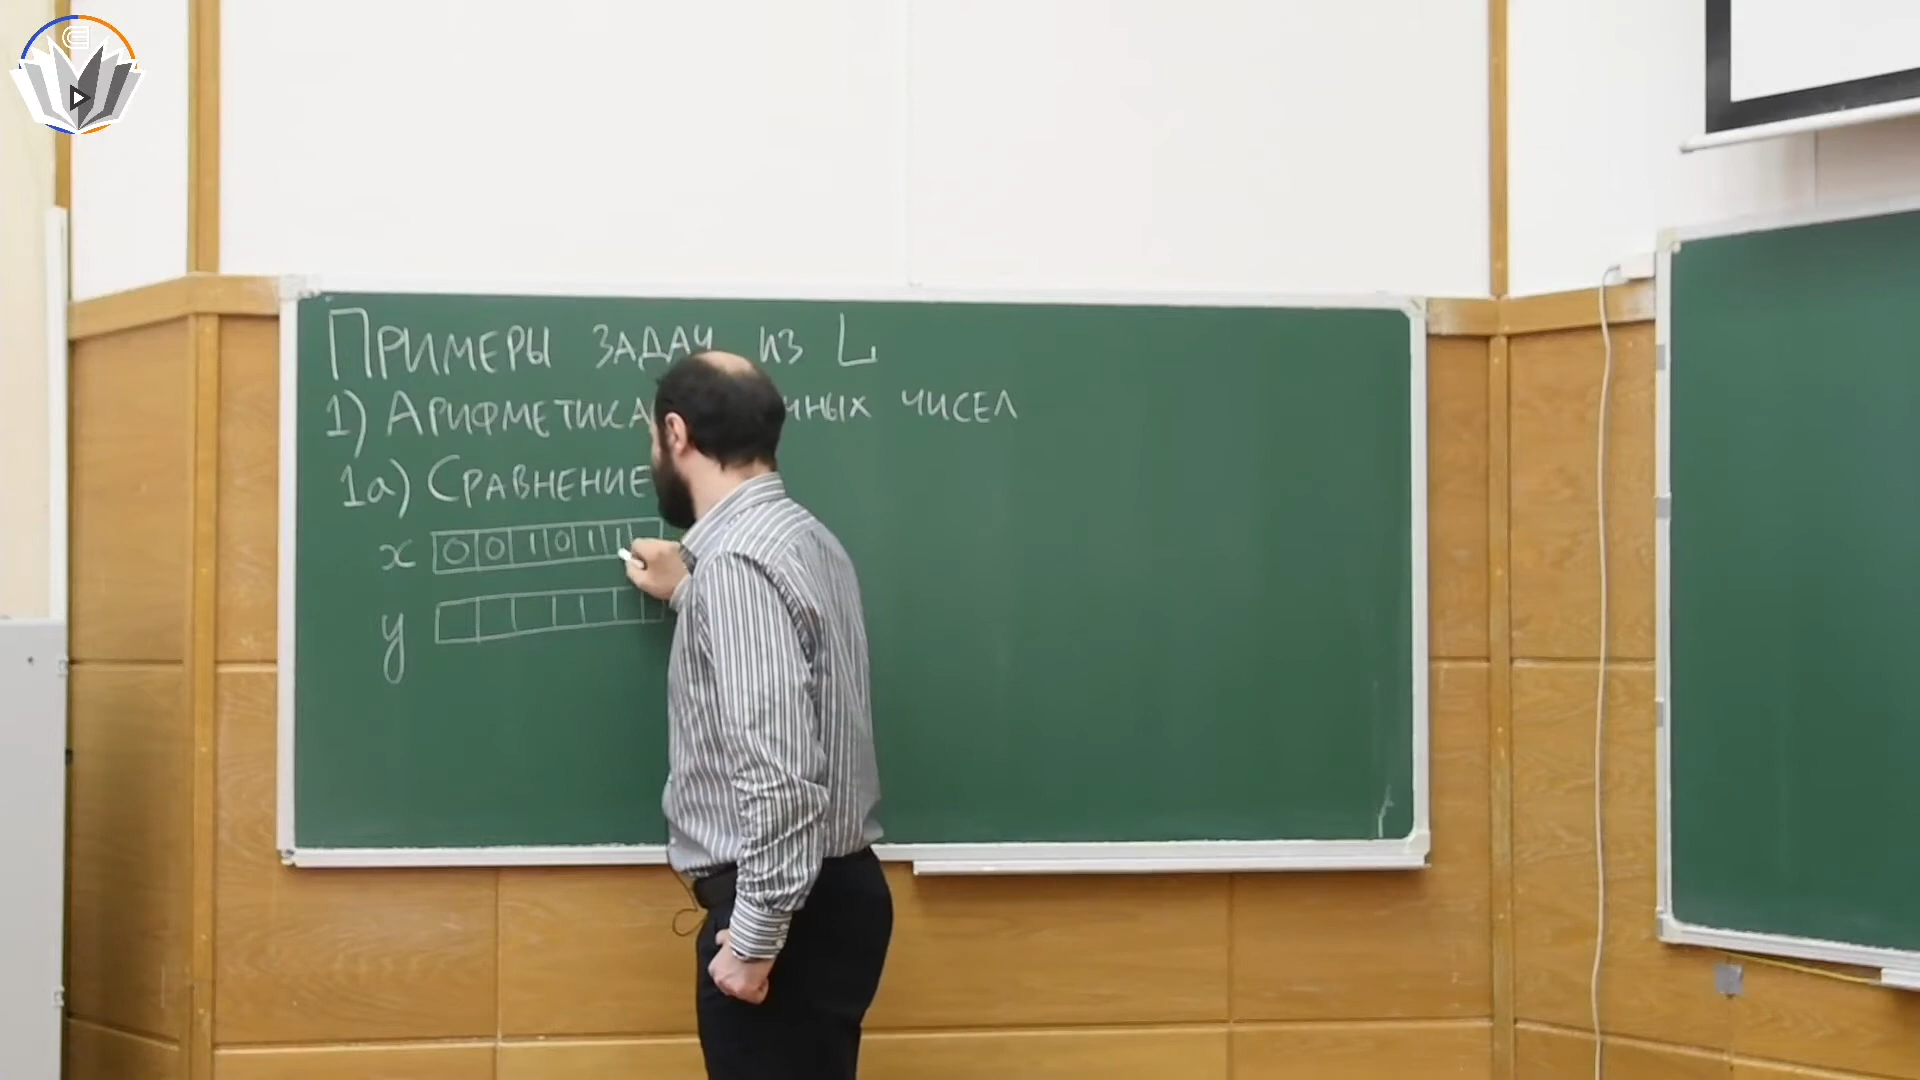 Примеры задач из L
1) Арифметика чисел
1а) Сравнение
x 0 0 1 0 1 1
y